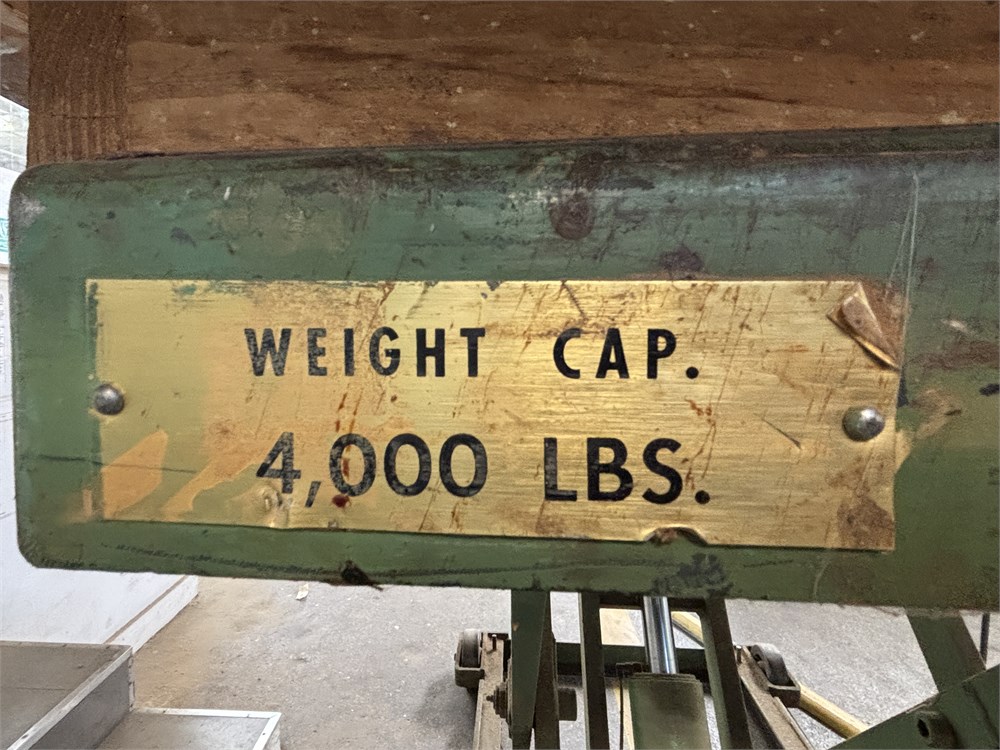 WEIGHT CAP.
4,000 LBS.